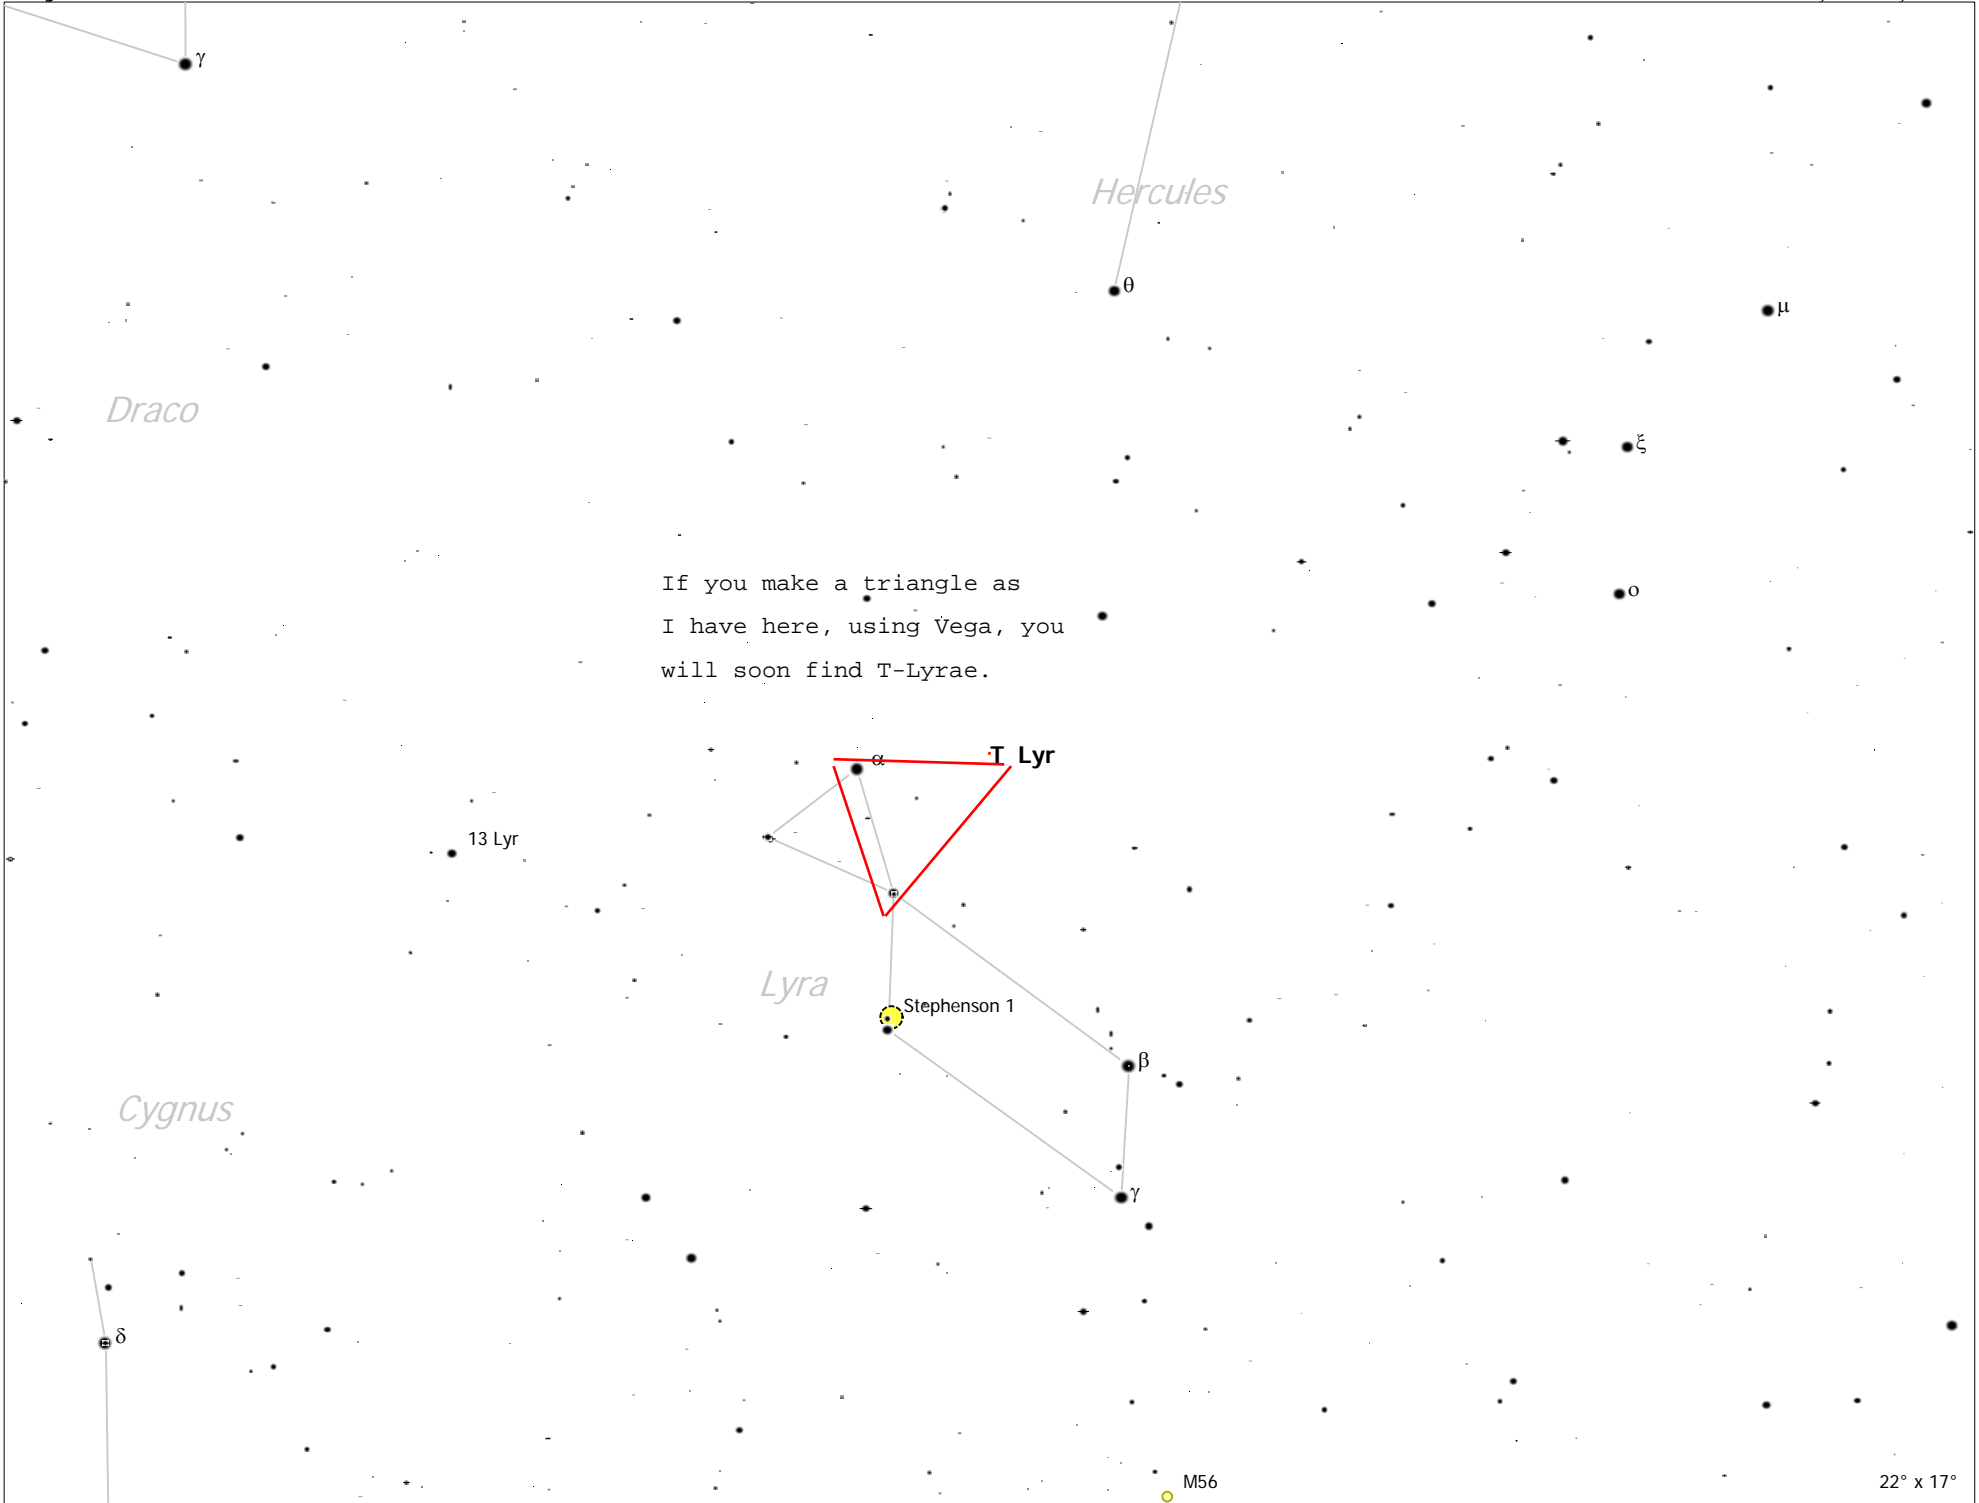 γ
Hercules
θ
μ
Draco
ξ
If you make a triangle as
ο
I have here, using Vega, you
will soon find T-Lyrae.
T Lyr
α
13 Lyr
Lyra
Stephenson 1
β
Cygnus
γ
δ
M56
22° x 17°